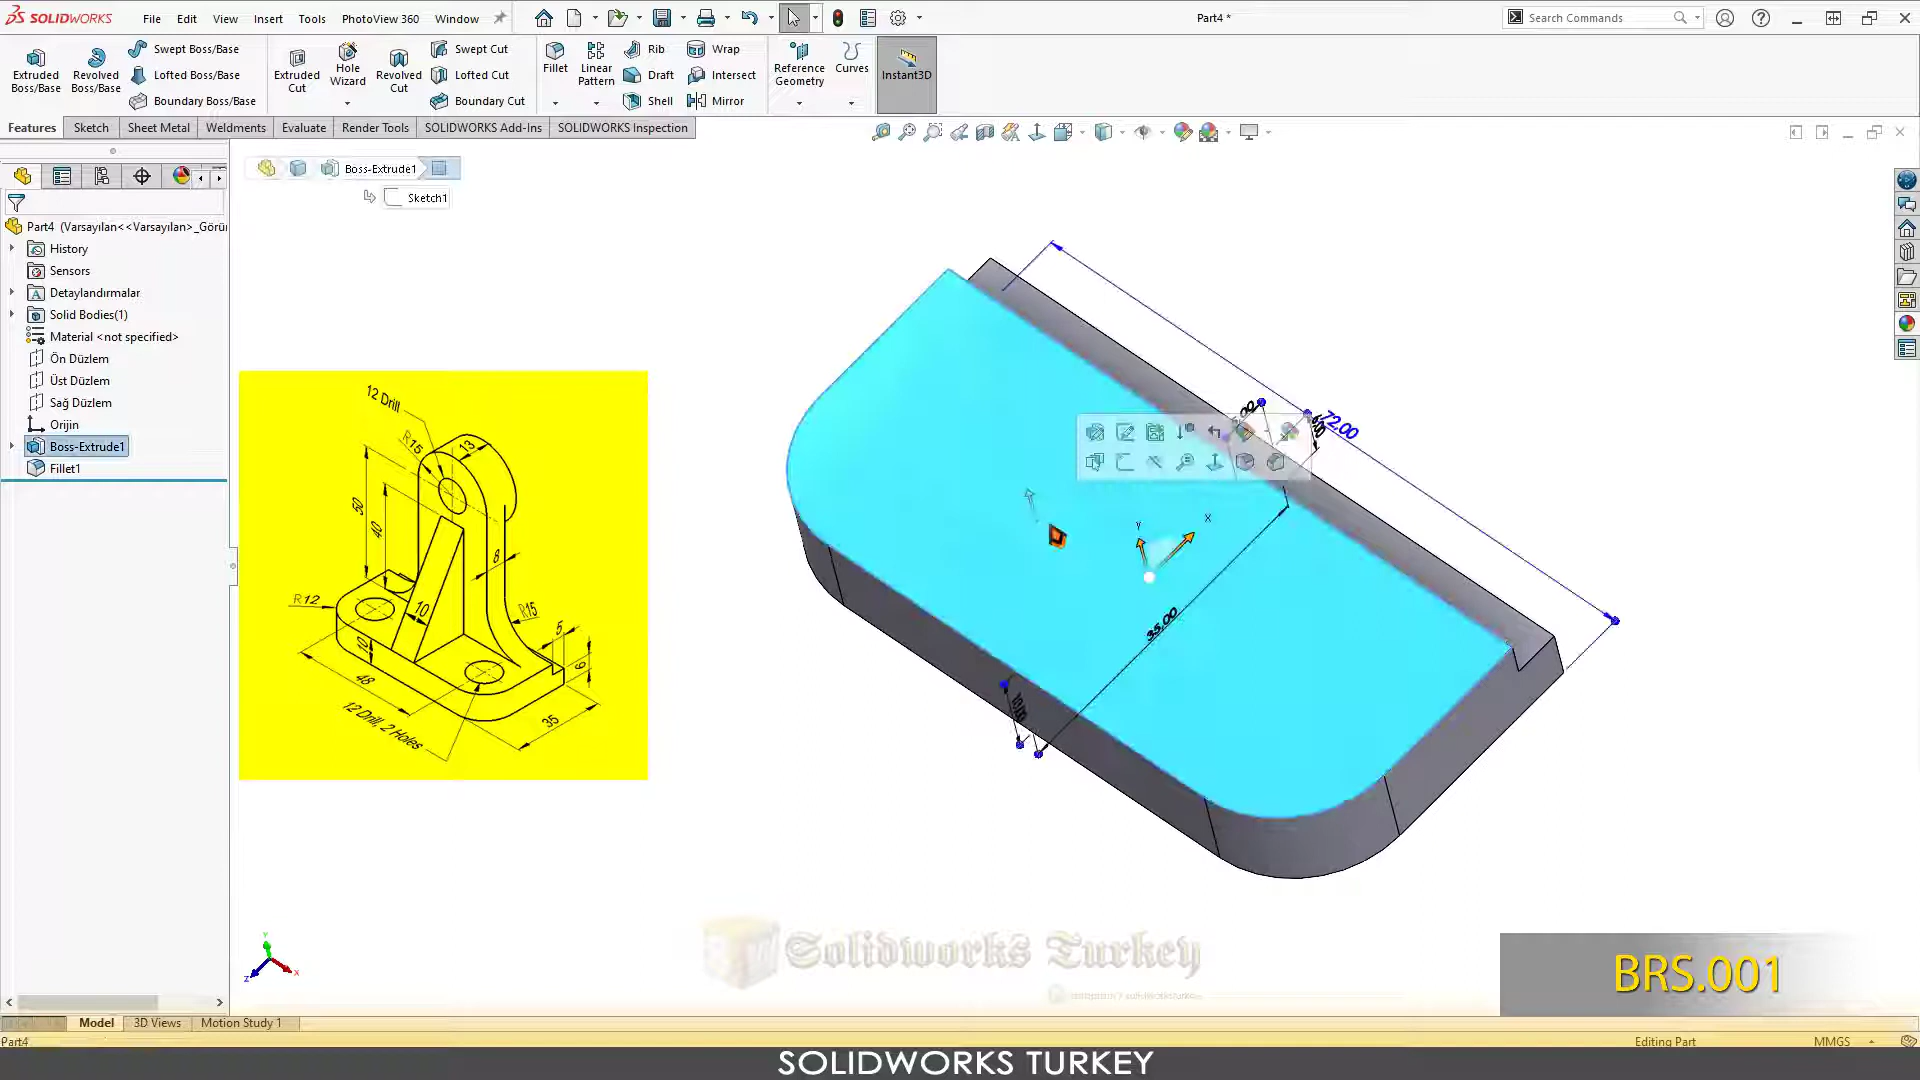 SOLIDWORKS
File Edit View Insert Tools PhotoView 360 Window
Part4 *
Search Commands
Extruded Boss/Base
Revolved Boss/Base
Swept Boss/Base
Lofted Boss/Base
Boundary Boss/Base
Extruded Cut
Hole Wizard
Revolved Cut
Swept Cut
Lofted Cut
Boundary Cut
Fillet
Linear Pattern
Rib
Draft
Shell
Wrap
Intersect
Mirror
Reference Geometry
Curves
Instant3D
Features Sketch Sheet Metal Weldments Evaluate Render Tools SOLIDWORKS Add-Ins SOLIDWORKS Inspection
Boss-Extrude1
Sketch1
Part4 (Varsayılan<<Varsayılan>_Görü
History
Sensors
Detaylandırmalar
Solid Bodies(1)
Material <not specified>
Ön Düzlem
Üst Düzlem
Sağ Düzlem
Orijin
Boss-Extrude1
Fillet1
12 Drill
R15
13
50
40
8
R12
10
R15
5
10
6
48
35
12 Drill, 2 Holes
72.00
35.00
Y
X
Y
Z
X
Solidworks Turkey
BRS.001
Model 3D Views Motion Study 1
Part4
Editing Part
MMGS
SOLIDWORKS TURKEY